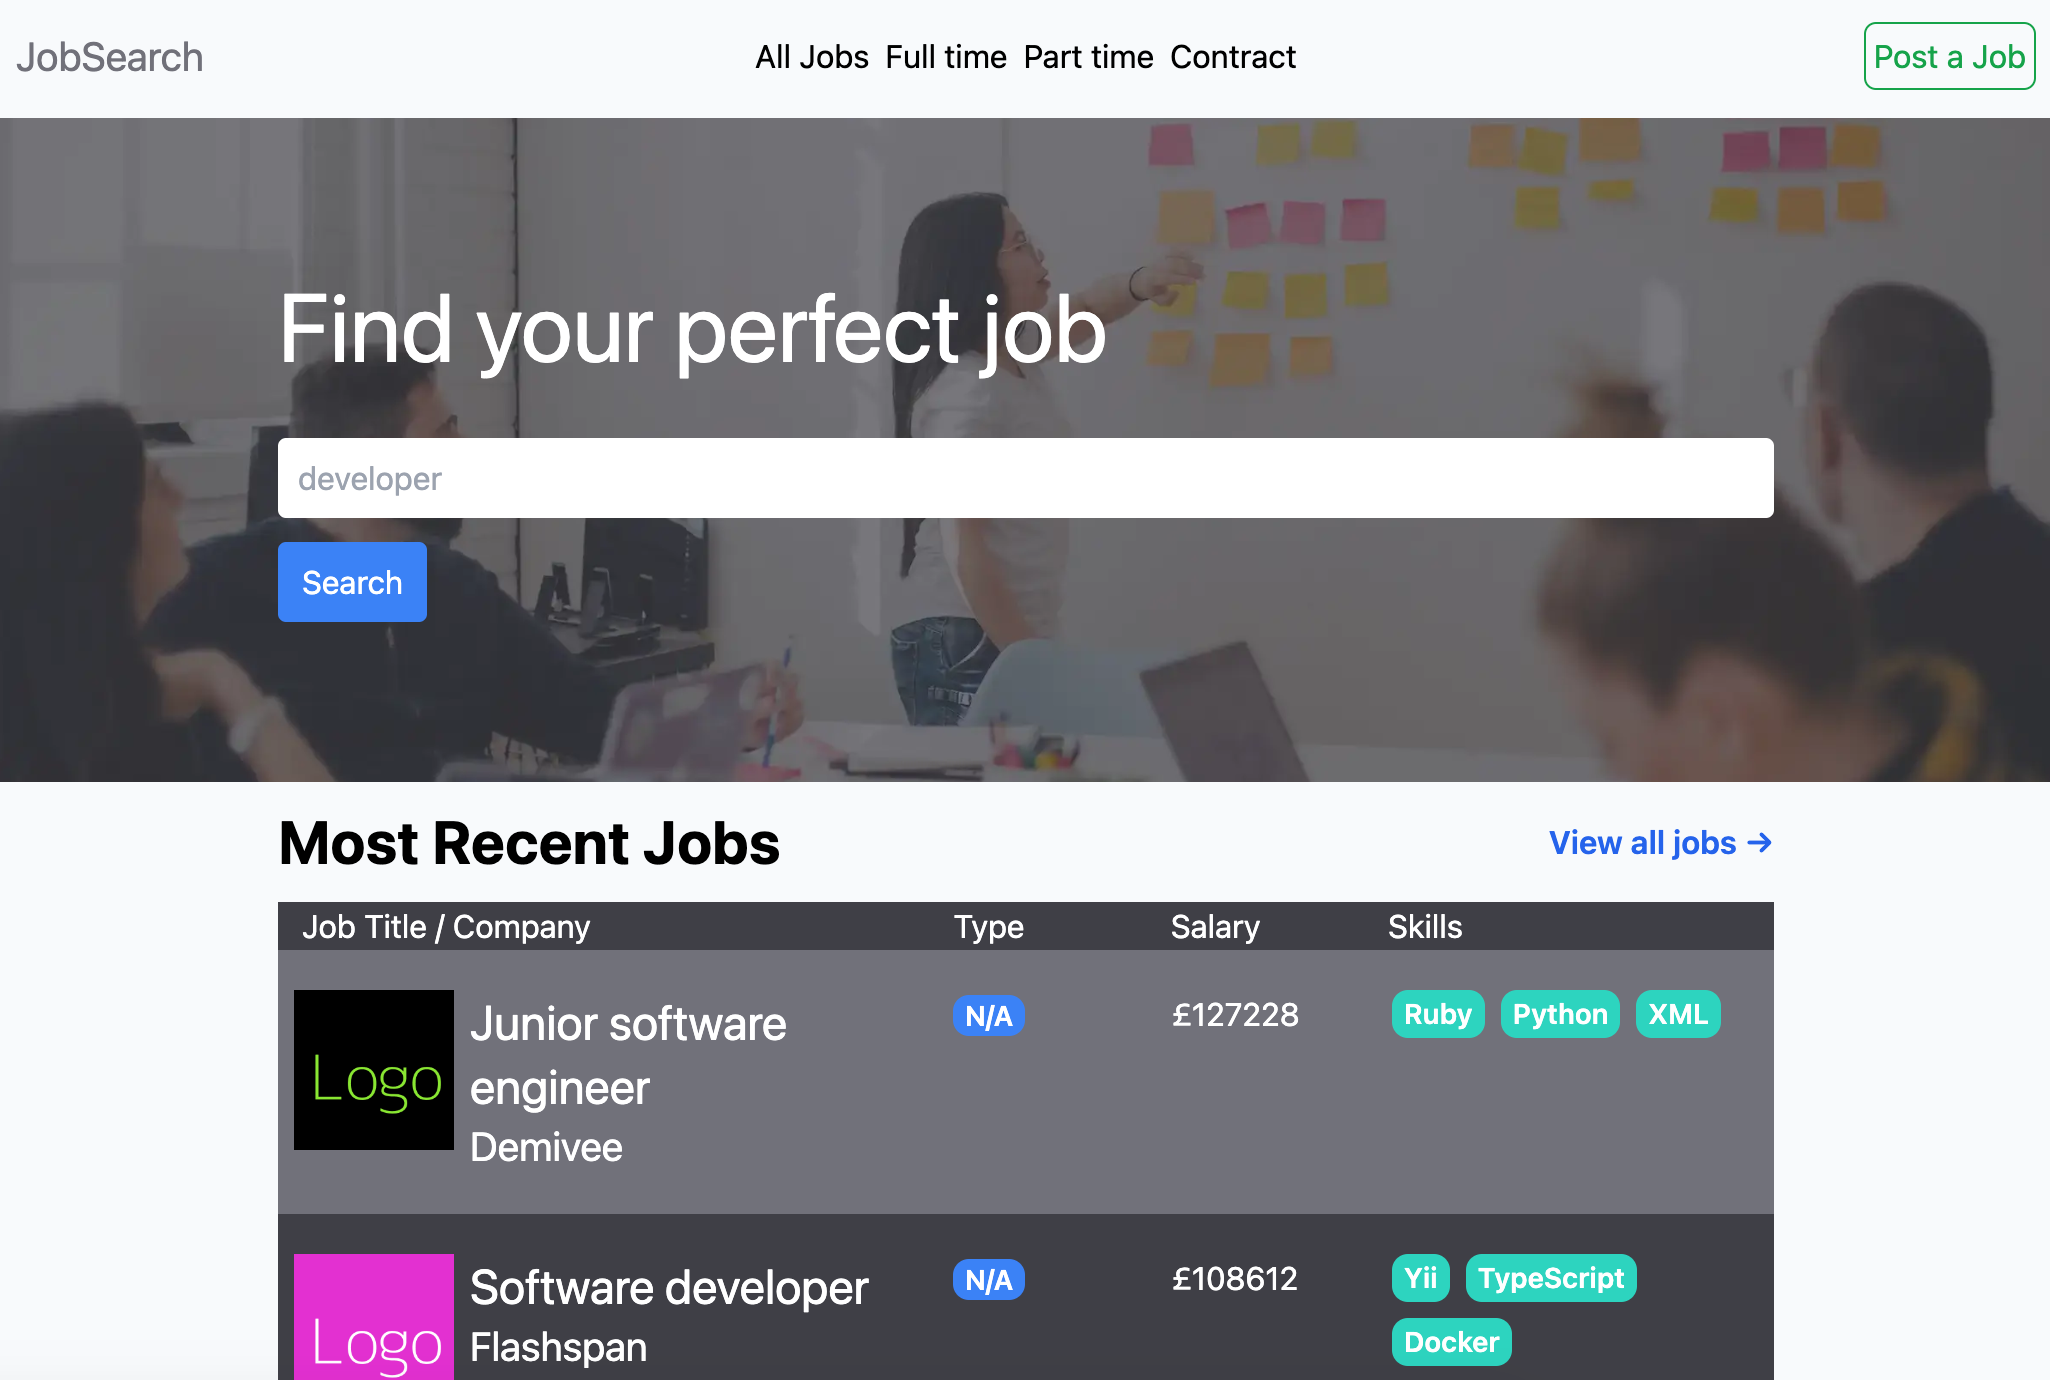 JobSearch All Jobs Full time Part time Contract Post a Job
Find your perfect job
developer
Search
Most Recent Jobs View all jobs →
Job Title / Company Type Salary Skills
Logo Junior software engineer N/A £127228 Ruby Python XML
Demivee
Logo Software developer N/A £108612 Yii TypeScript
Flashspan Docker